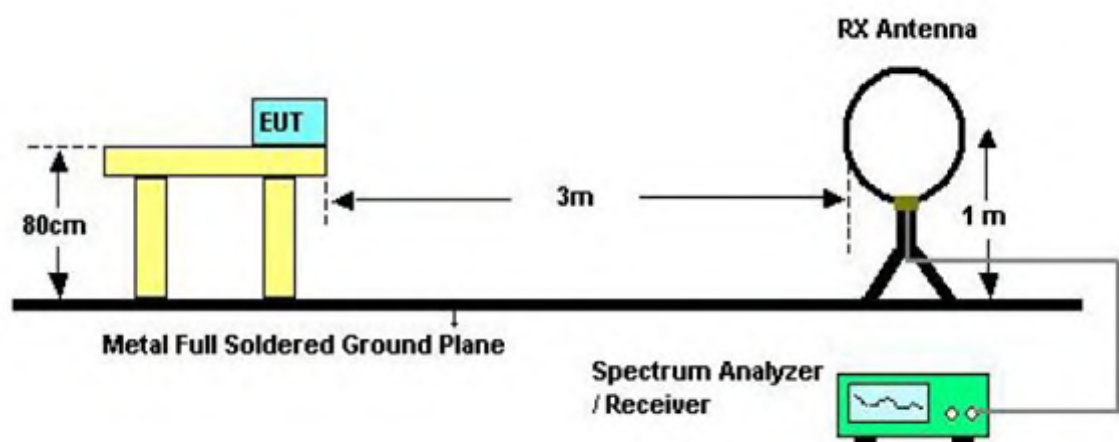 RX Antenna
EUT
3m
80cm
1 m
Metal Full Soldered Ground Plane
Spectrum Analyzer
/ Receiver